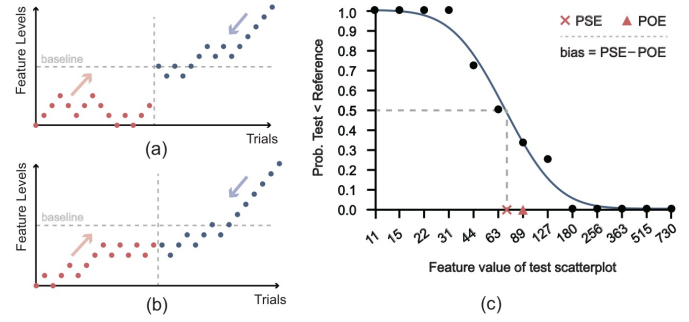 Feature Levels
baseline
Trials
(a)
Feature Levels
baseline
Trials
(b)
Prob. Test < Reference
1.0
0.9
0.8
0.7
0.6
0.5
0.4
0.3
0.2
0.1
0.0
PSE POE
bias = PSE−POE
11 15 22 31 44 63 89 127 180 256 363 515 730
Feature value of test scatterplot
(c)